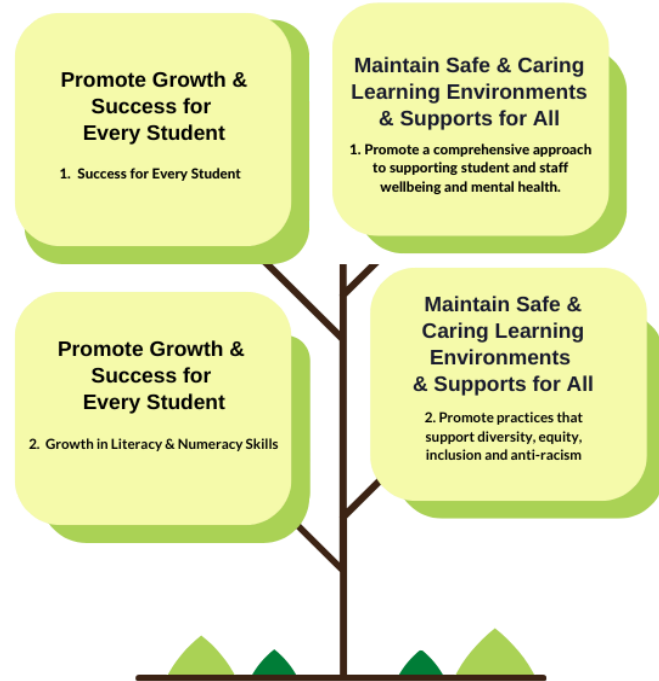 Promote Growth &
Success for
Every Student
1. Success for Every Student
Maintain Safe & Caring
Learning Environments
& Supports for All
1. Promote a comprehensive approach
to supporting student and staff
wellbeing and mental health.
Promote Growth &
Success for
Every Student
2. Growth in Literacy & Numeracy Skills
Maintain Safe &
Caring Learning
Environments
& Supports for All
2. Promote practices that
support diversity, equity,
inclusion and anti-racism